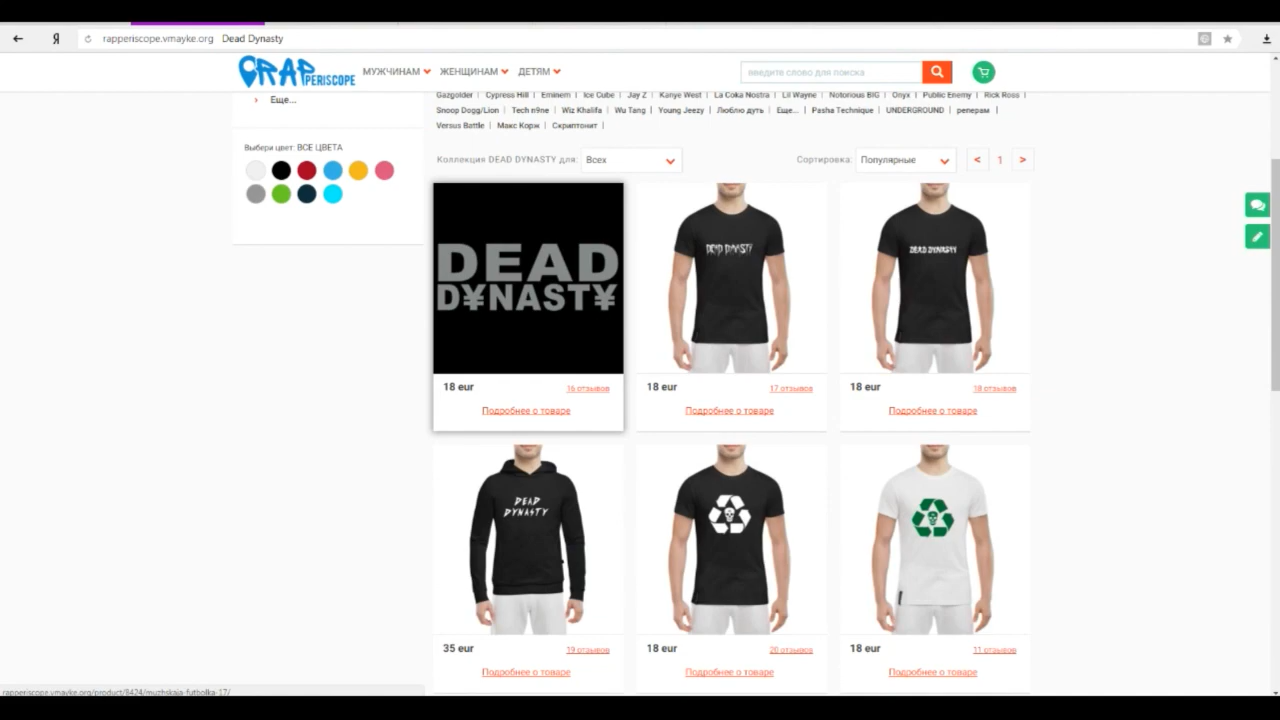 Я
rapperiscope.vmayke.org Dead Dynasty
RAP PERISCOPE
МУЖЧИНАМ
ЖЕНЩИНАМ
ДЕТЯМ
введите слово для поиска
Gazgolder | Cypress Hill | Eminem | Ice Cube | Jay Z | Kanye West | La Coka Nostra | Lil Wayne | Notorious BIG | Onyx | Public Enemy | Rick Ross |
Snoop Dogg/Lion | Tech n9ne | Wiz Khalifa | Wu Tang | Young Jeezy | Люблю дуть | Еще... | Pasha Technique | UNDERGROUND | реперам |
Versus Battle | Макс Корж | Скриптонит |
› Еще...
Выбери цвет: ВСЕ ЦВЕТА
Коллекция DEAD DYNASTY для: Всех
Сортировка: Популярные
< 1 >
DEAD
D¥NAST¥
DEAD DYNASTY
DEAD DYNASTY
18 eur 16 отзывов
18 eur 17 отзывов
18 eur 18 отзывов
Подробнее о товаре
Подробнее о товаре
Подробнее о товаре
DEAD
DYNASTY
35 eur 19 отзывов
18 eur 20 отзывов
18 eur 11 отзывов
Подробнее о товаре
Подробнее о товаре
Подробнее о товаре
rapperiscope.vmayke.org/product/8424/muzhskaja-futbolka-17/